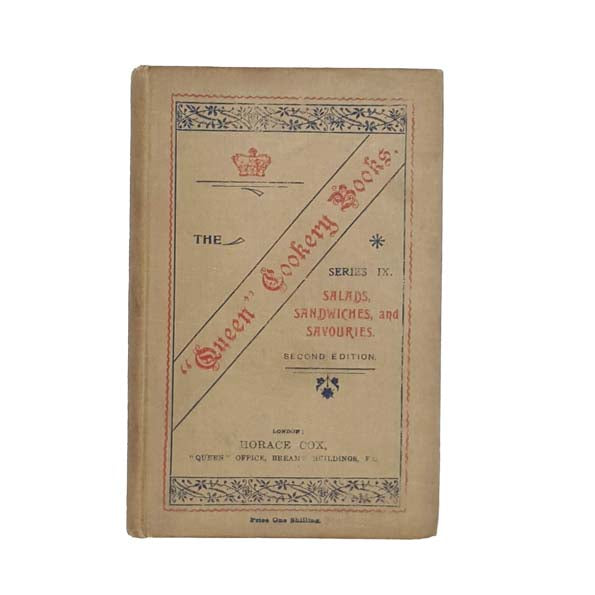 THE
"Queen" Cookery Books.
SERIES IX.
SALADS,
SANDWICHES, and
SAVOURIES.
SECOND EDITION.
LONDON:
HORACE COX,
"QUEEN" OFFICE, BREAM'S BUILDINGS, E.C.
Price One Shilling.